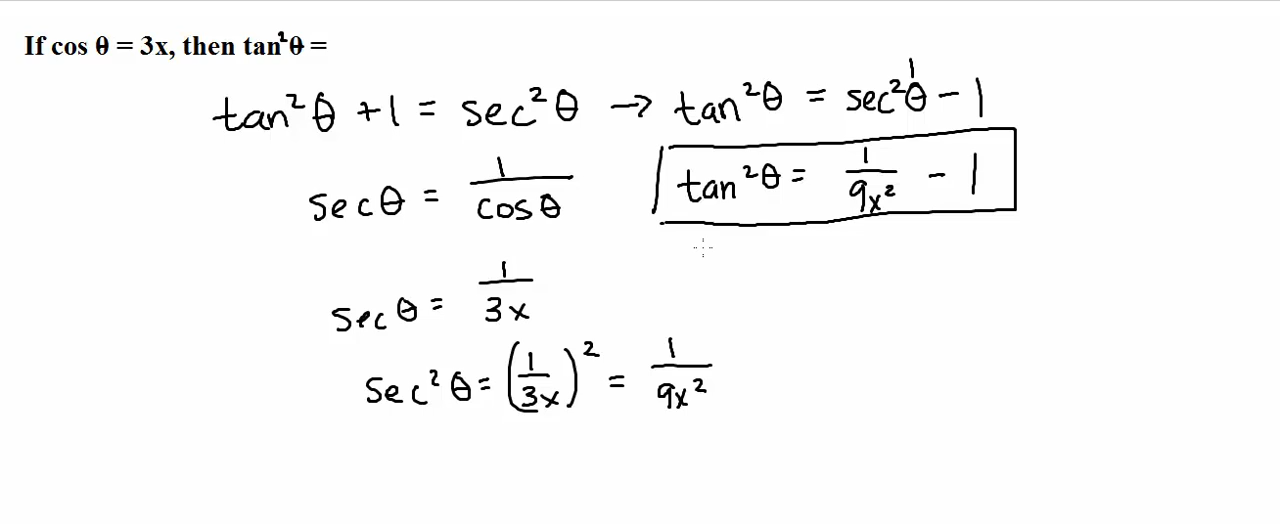 If cos θ = 3x, then tan²θ =
tan²θ + 1 = sec²θ → tan²θ = sec²θ - 1
secθ = 1/cosθ
tan²θ = 1/9x² - 1
secθ = 1/3x
sec²θ = (1/3x)² = 1/9x²